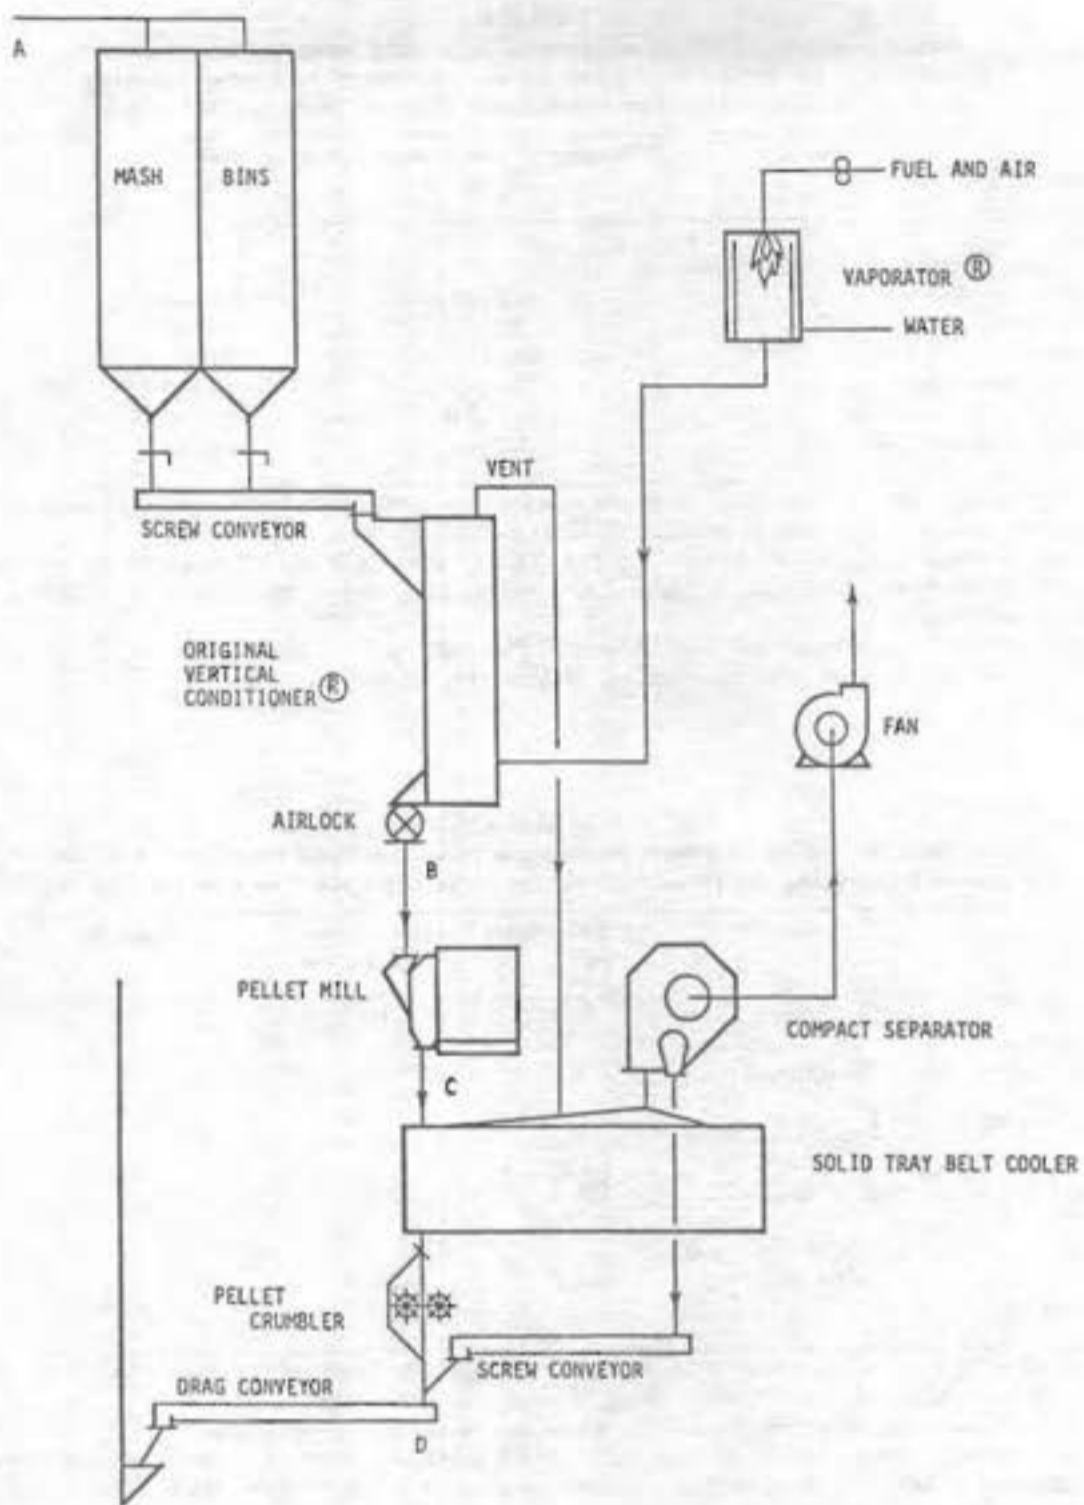 A
MASH BINS
FUEL AND AIR
VAPORATOR ®
WATER
VENT
SCREW CONVEYOR
ORIGINAL
VERTICAL
CONDITIONER ®
FAN
AIRLOCK
B
PELLET MILL
COMPACT SEPARATOR
C
SOLID TRAY BELT COOLER
PELLET
CRUMBLER
SCREW CONVEYOR
DRAG CONVEYOR
D